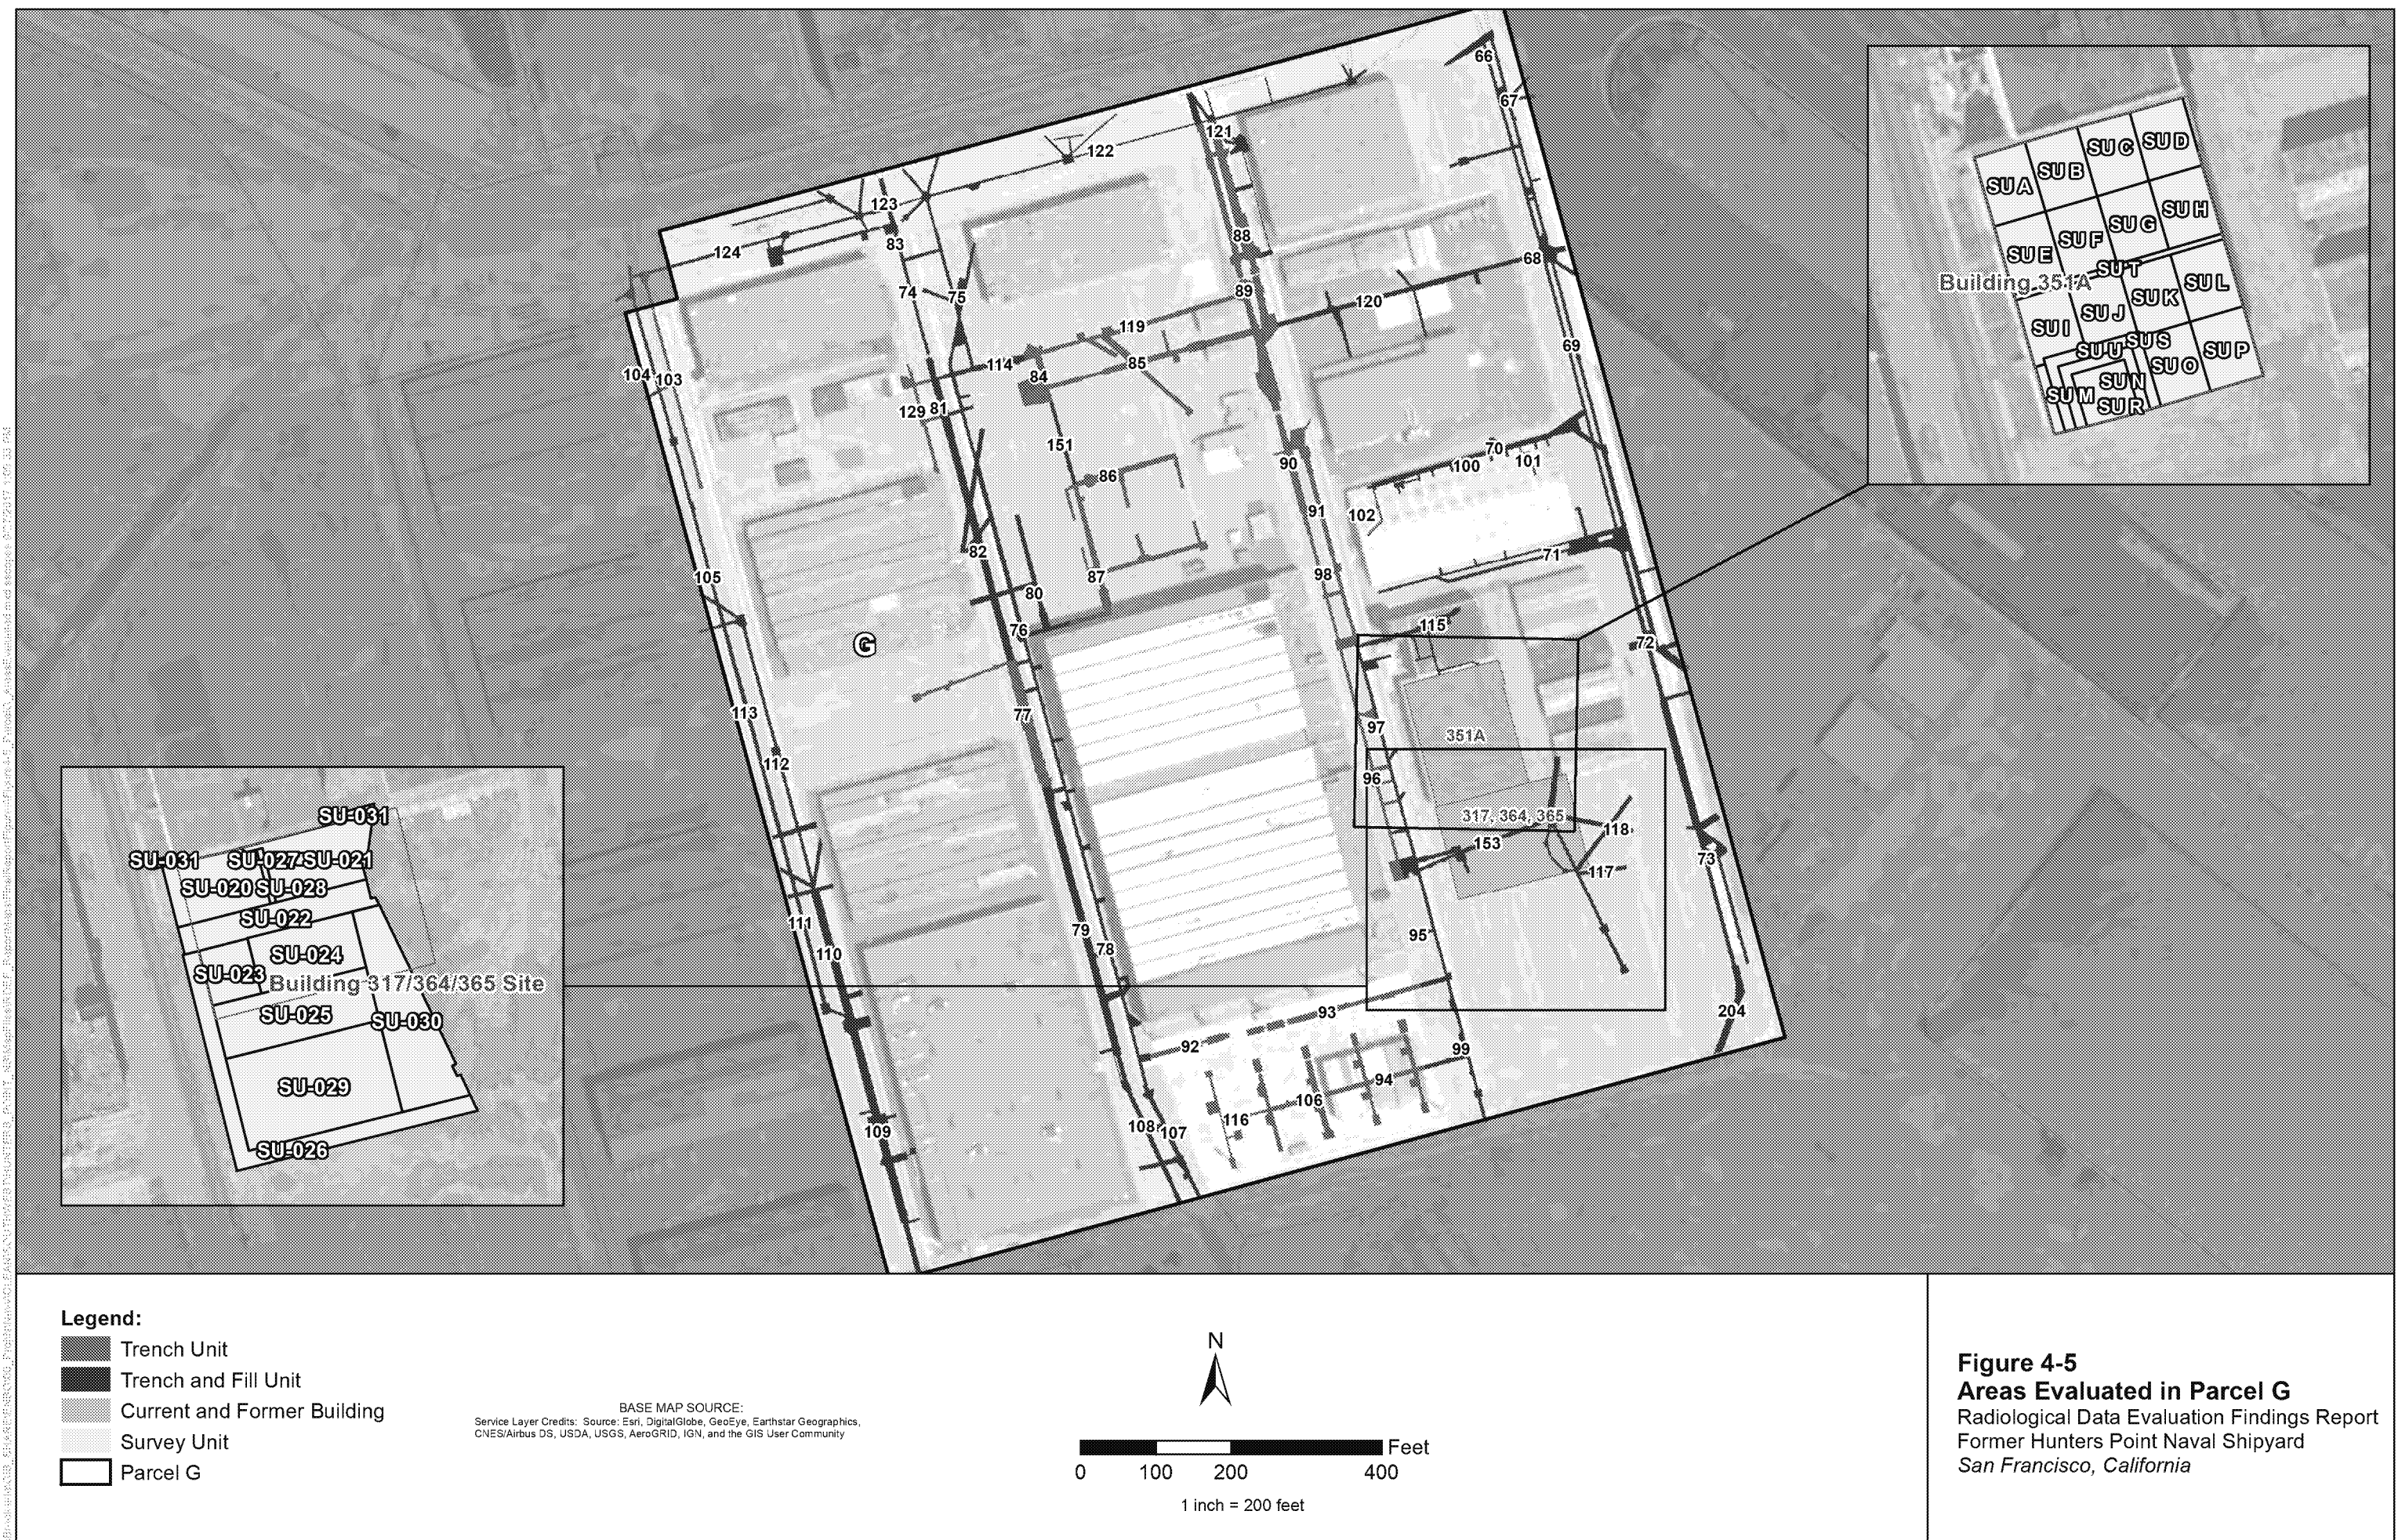 66
67
121
122
123
124
83
88
68
74
75
89
120
119
69
114
85
84
104
103
129
81
151
70
100
101
90
86
91
102
82
71
98
87
105
80
115
76
72
G
113
77
97
351A
112
96
317, 364, 365
118
153
73
117
111
79
95
110
78
204
93
92
99
94
106
116
109
108
107
SU A
SU B
SU C
SU D
SU E
SU F
SU G
SU H
SU T
Building 351A
SU I
SU J
SU K
SU L
SU U
SU S
SU O
SU P
SU M
SU N
SU R
SU-031
SU-031
SU-027
SU-021
SU-020
SU-028
SU-022
SU-024
SU-023
Building 317/364/365 Site
SU-025
SU-030
SU-029
SU-026
Legend:
Trench Unit
Trench and Fill Unit
Current and Former Building
Survey Unit
Parcel G
BASE MAP SOURCE:
Service Layer Credits: Source: Esri, DigitalGlobe, GeoEye, Earthstar Geographics,
CNES/Airbus DS, USDA, USGS, AeroGRID, IGN, and the GIS User Community
N
Feet
0 100 200 400
1 inch = 200 feet
Figure 4-5
Areas Evaluated in Parcel G
Radiological Data Evaluation Findings Report
Former Hunters Point Naval Shipyard
San Francisco, California